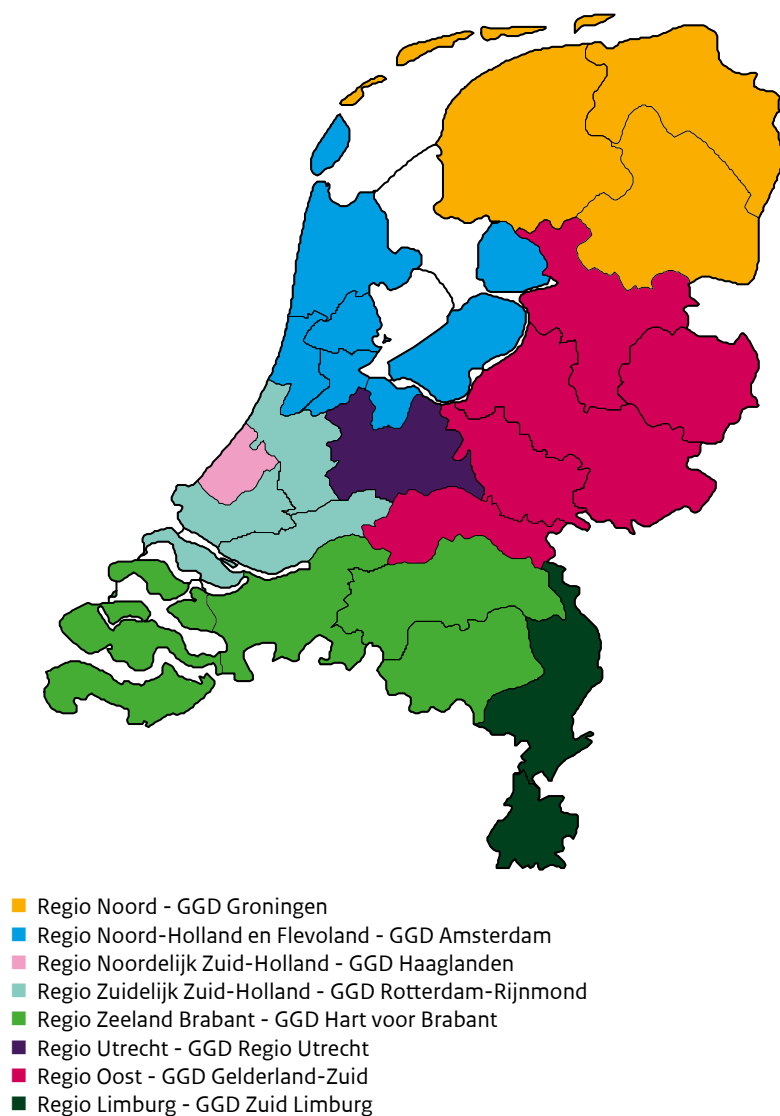 Regio Noord - GGD Groningen
Regio Noord-Holland en Flevoland - GGD Amsterdam
Regio Noordelijk Zuid-Holland - GGD Haaglanden
Regio Zuidelijk Zuid-Holland - GGD Rotterdam-Rijnmond
Regio Zeeland Brabant - GGD Hart voor Brabant
Regio Utrecht - GGD Regio Utrecht
Regio Oost - GGD Gelderland-Zuid
Regio Limburg - GGD Zuid Limburg